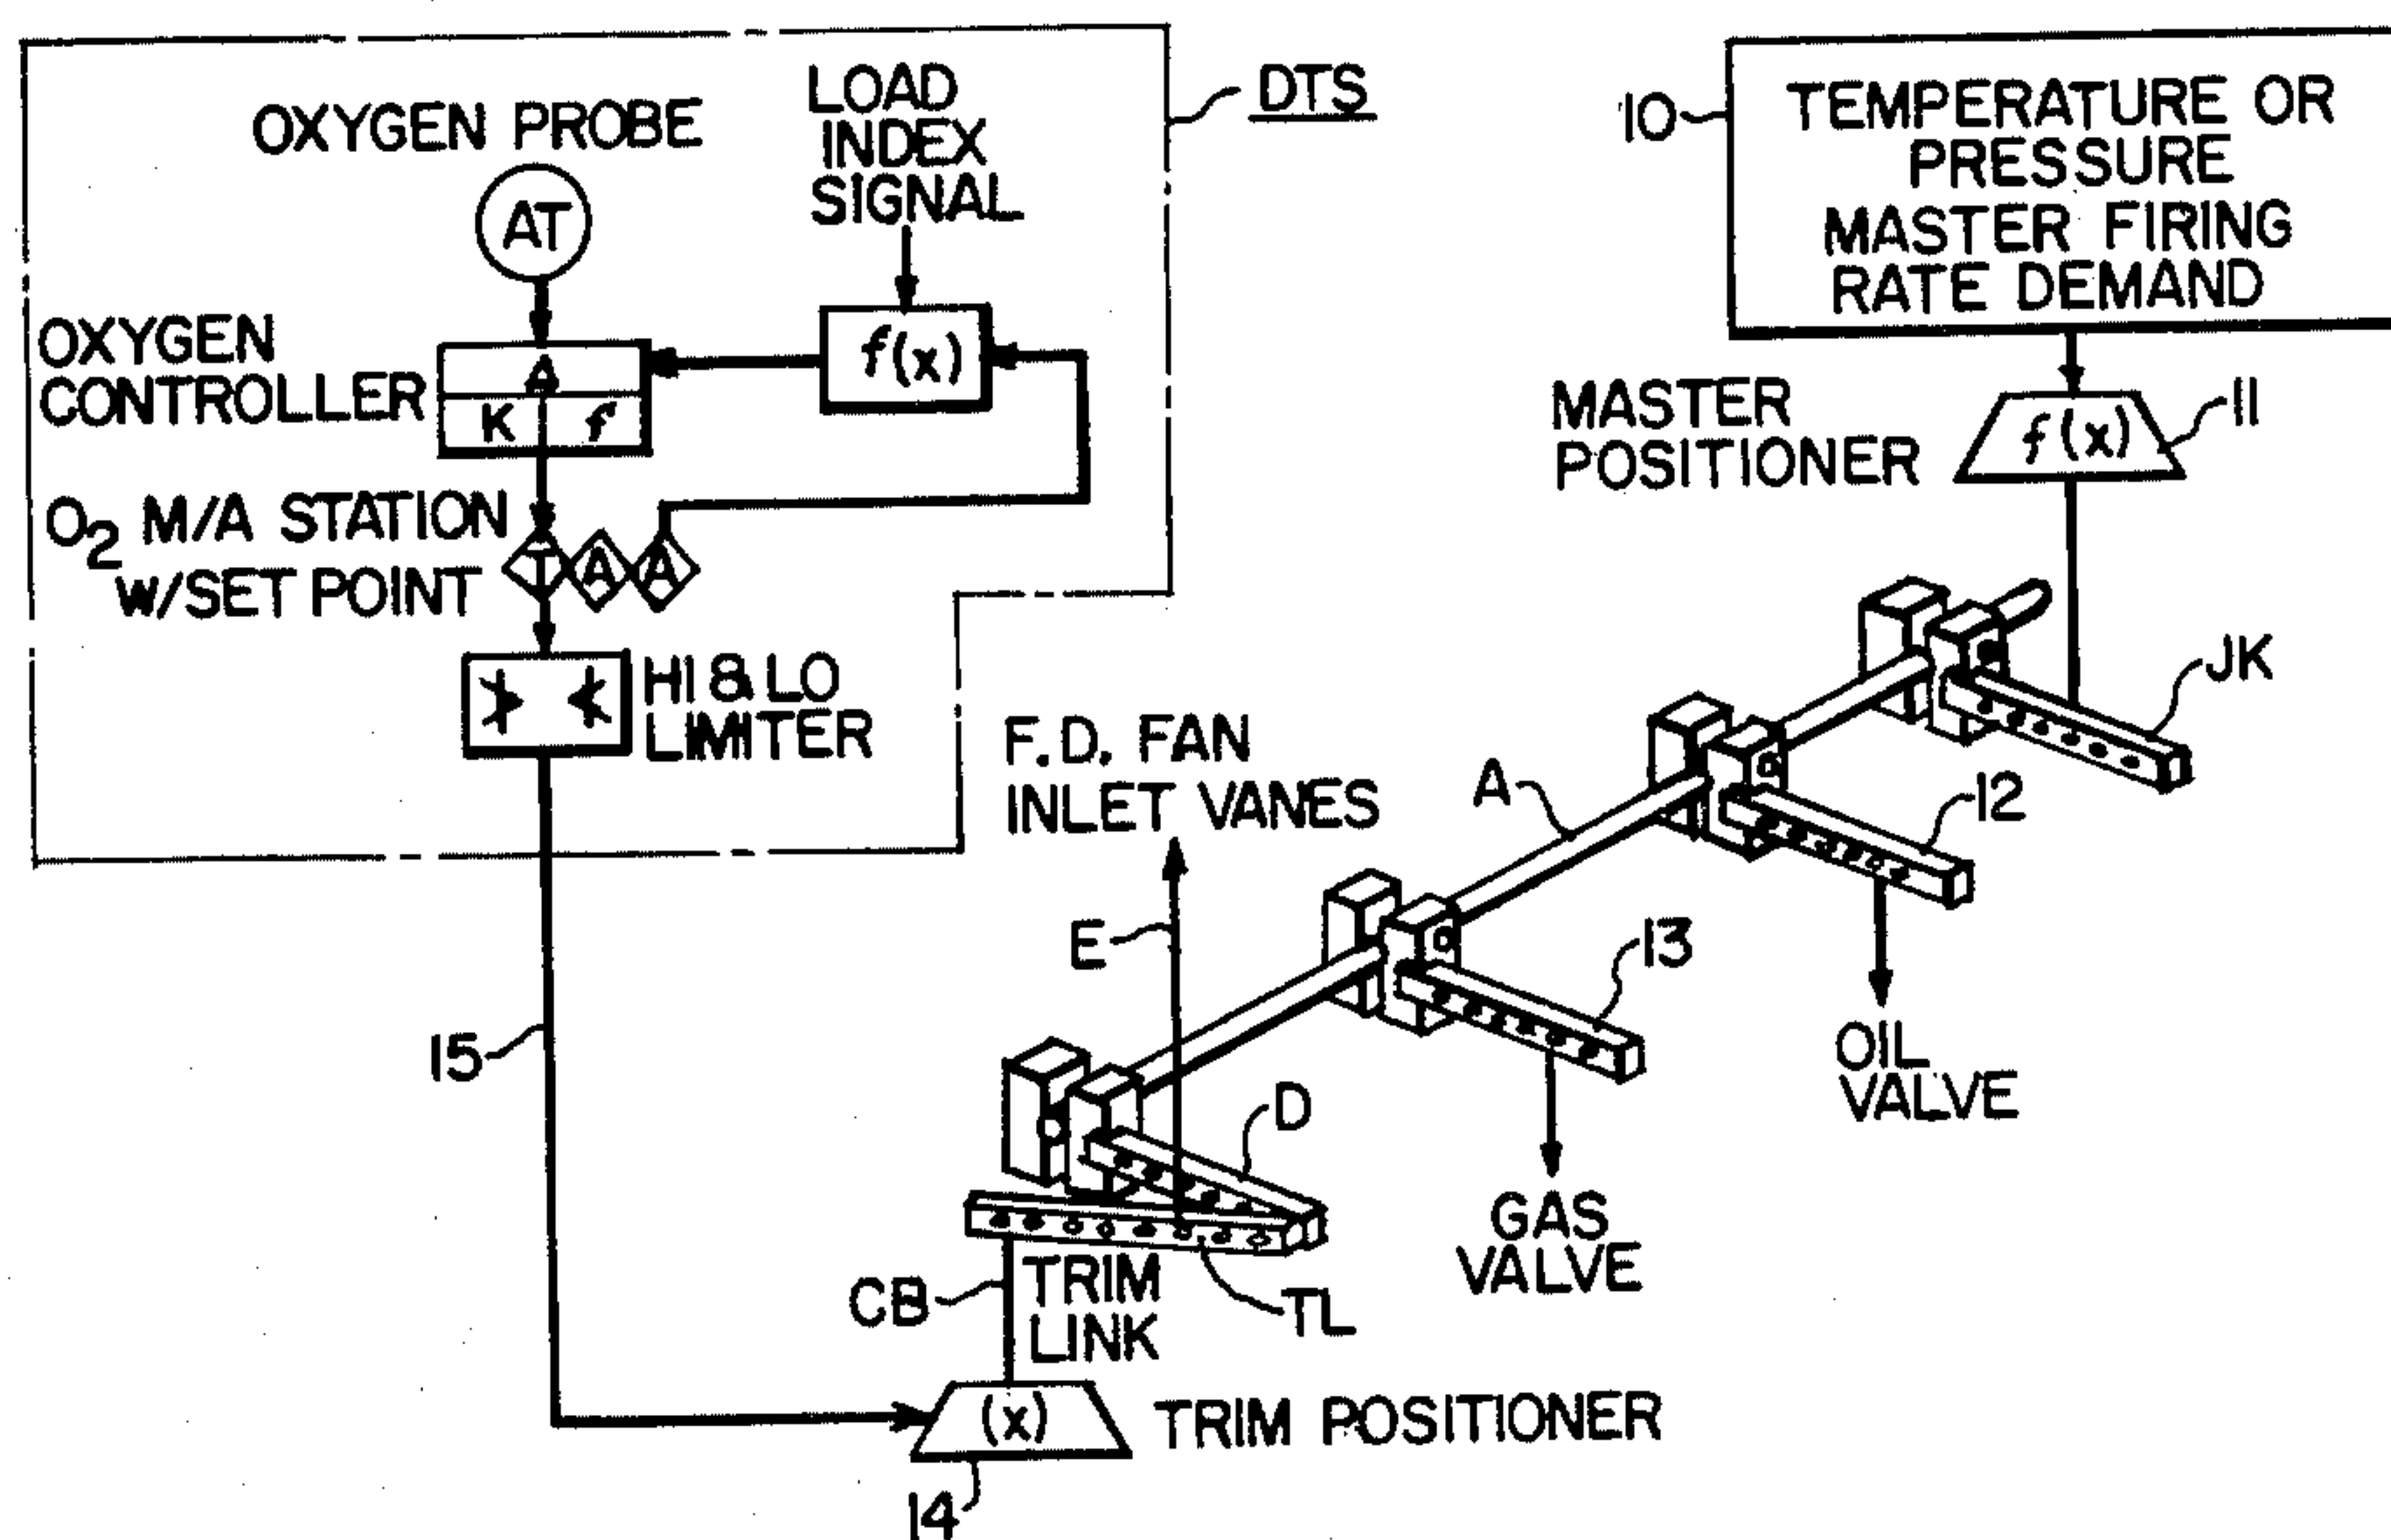 OXYGEN PROBE
AT
LOAD
INDEX
SIGNAL
DTS
OXYGEN
CONTROLLER
Δ
K ∫
f(x)
O2 M/A STATION
W/SET POINT
T A A
HI & LO
LIMITER
15
10
TEMPERATURE OR
PRESSURE
MASTER FIRING
RATE DEMAND
MASTER
POSITIONER
f(x)
11
JK
12
A
13
F.D. FAN
INLET VANES
E
D
OIL
VALVE
GAS
VALVE
CB
TRIM
LINK
TL
(x)
TRIM POSITIONER
14